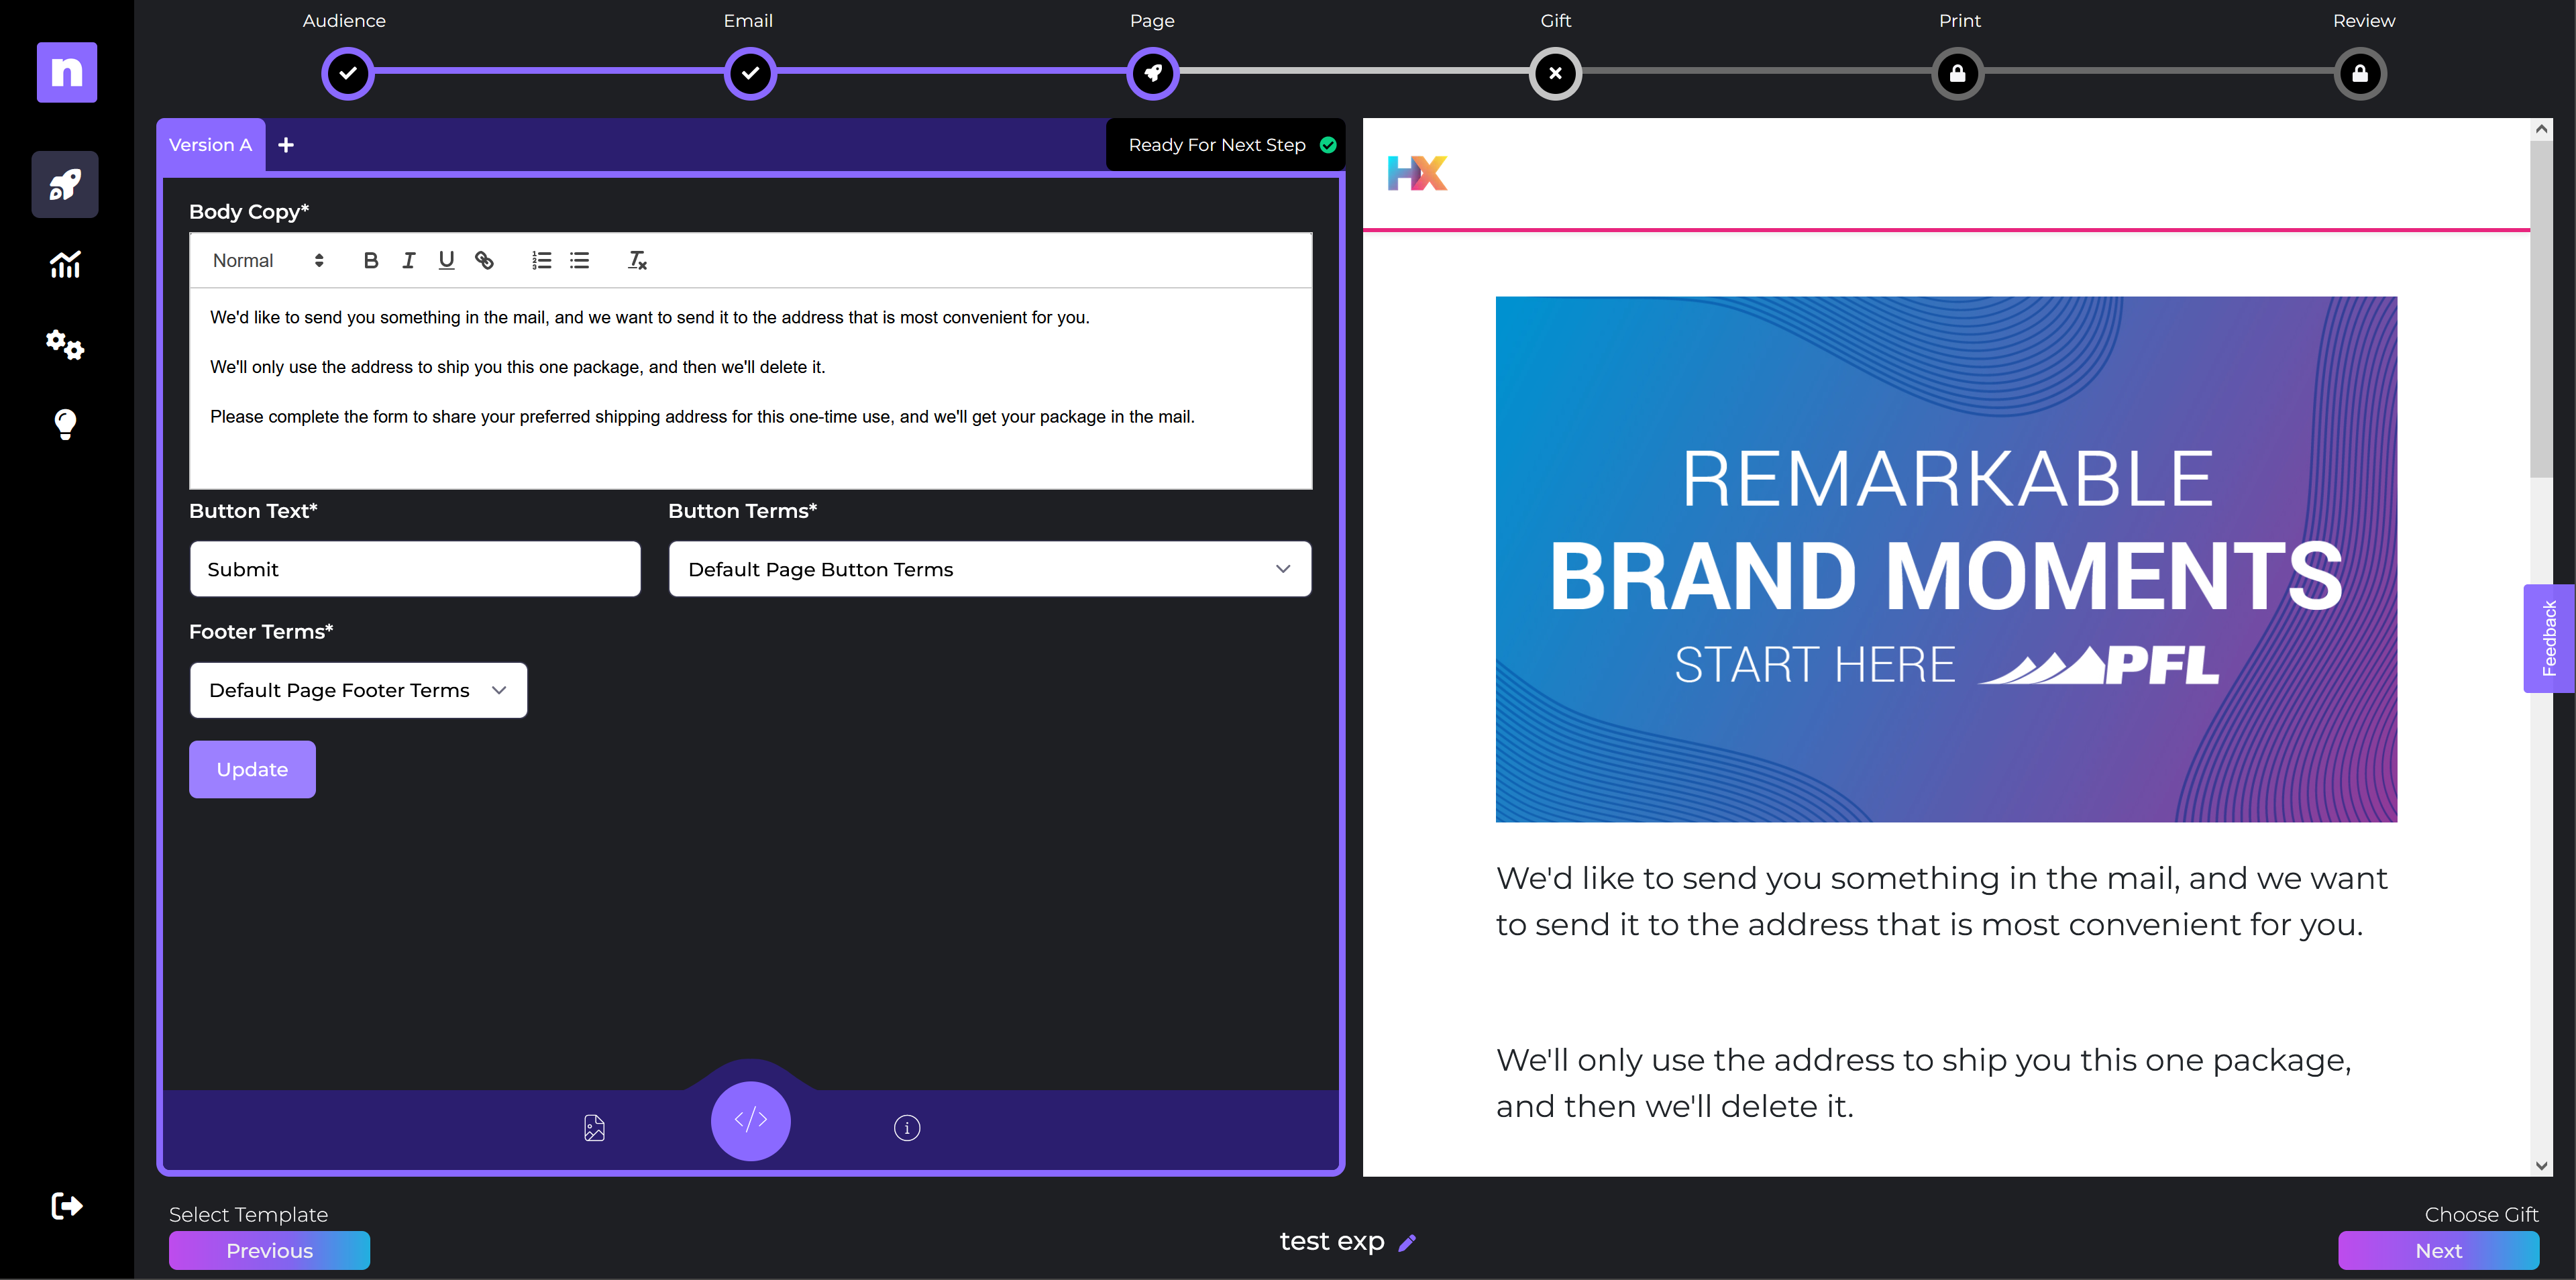 Audience
Email
Page
Gift
Print
Review
n
Version A
+
Ready For Next Step
HX
Body Copy*
Normal
B I U
We'd like to send you something in the mail, and we want to send it to the address that is most convenient for you.
We'll only use the address to ship you this one package, and then we'll delete it.
Please complete the form to share your preferred shipping address for this one-time use, and we'll get your package in the mail.
Button Text*
Button Terms*
Submit
Default Page Button Terms
Footer Terms*
Default Page Footer Terms
Update
REMARKABLE
BRAND MOMENTS
START HERE PFL
We'd like to send you something in the mail, and we want
to send it to the address that is most convenient for you.
We'll only use the address to ship you this one package,
and then we'll delete it.
Feedback
</>
i
Select Template
Previous
test exp
Choose Gift
Next